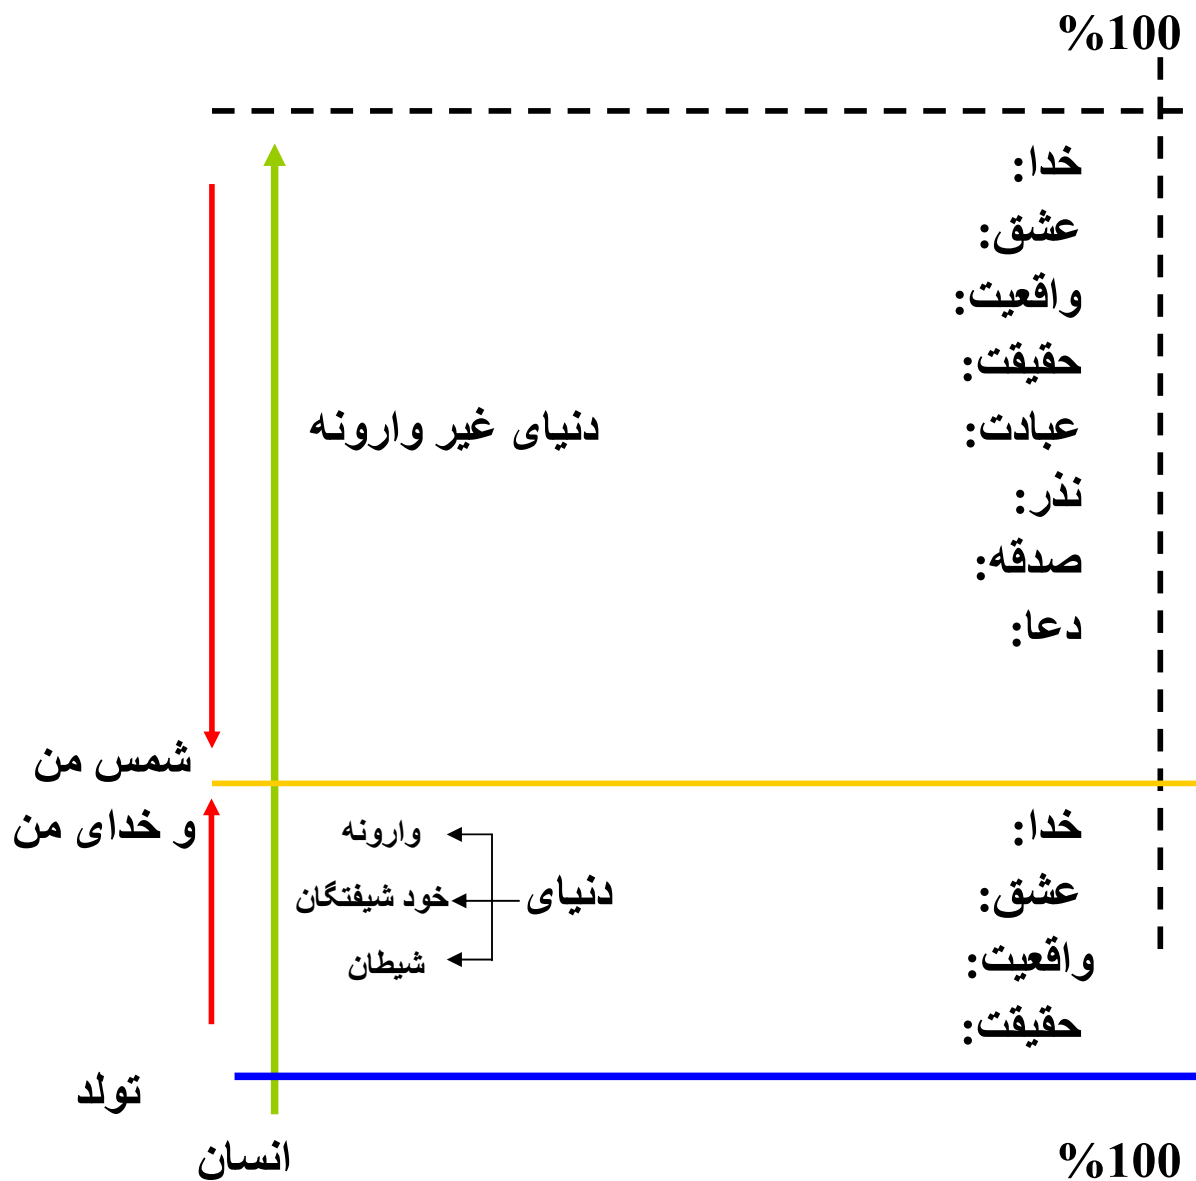 %100
خدا:
عشق:
واقعیت:
حقیقت:
دنیای غیر وارونه
عبادت:
نذر:
صدقه:
دعا:
شمس من
و خدای من
خدا:
عشق:
واقعیت:
حقیقت:
دنیای
وارونه
خود شیفتگان
شیطان
تولد
انسان
%100